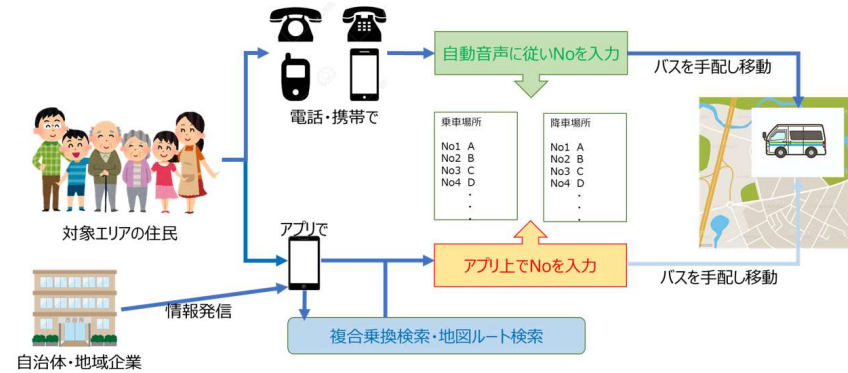 自動音声に従いNoを入力
バスを手配し移動
電話・携帯で
乗車場所
No1 A
No2 B
No3 C
No4 D
・
・
・
降車場所
No1 A
No2 B
No3 C
No4 D
・
・
・
対象エリアの住民
アプリで
アプリ上でNoを入力
バスを手配し移動
情報発信
複合乗換検索・地図ルート検索
自治体・地域企業